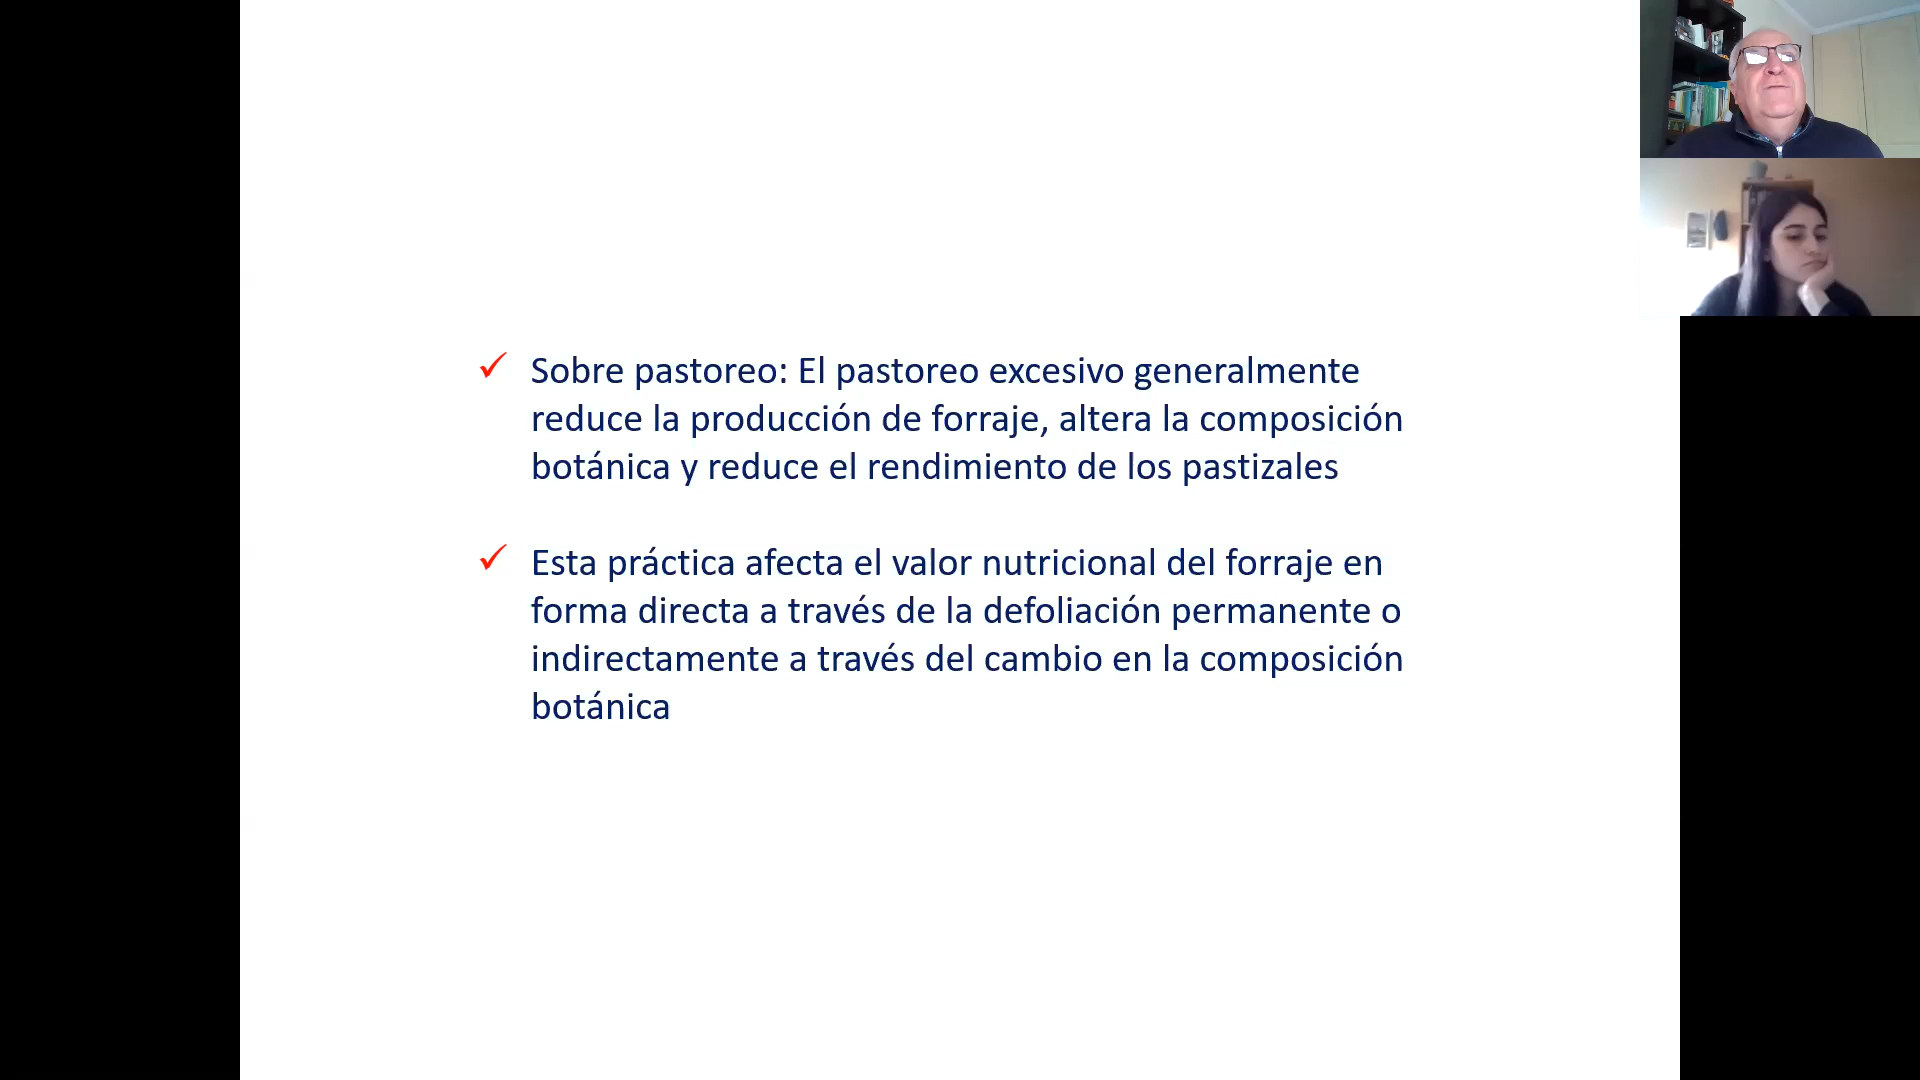 Sobre pastoreo: El pastoreo excesivo generalmente
reduce la producción de forraje, altera la composición
botánica y reduce el rendimiento de los pastizales
Esta práctica afecta el valor nutricional del forraje en
forma directa a través de la defoliación permanente o
indirectamente a través del cambio en la composición
botánica